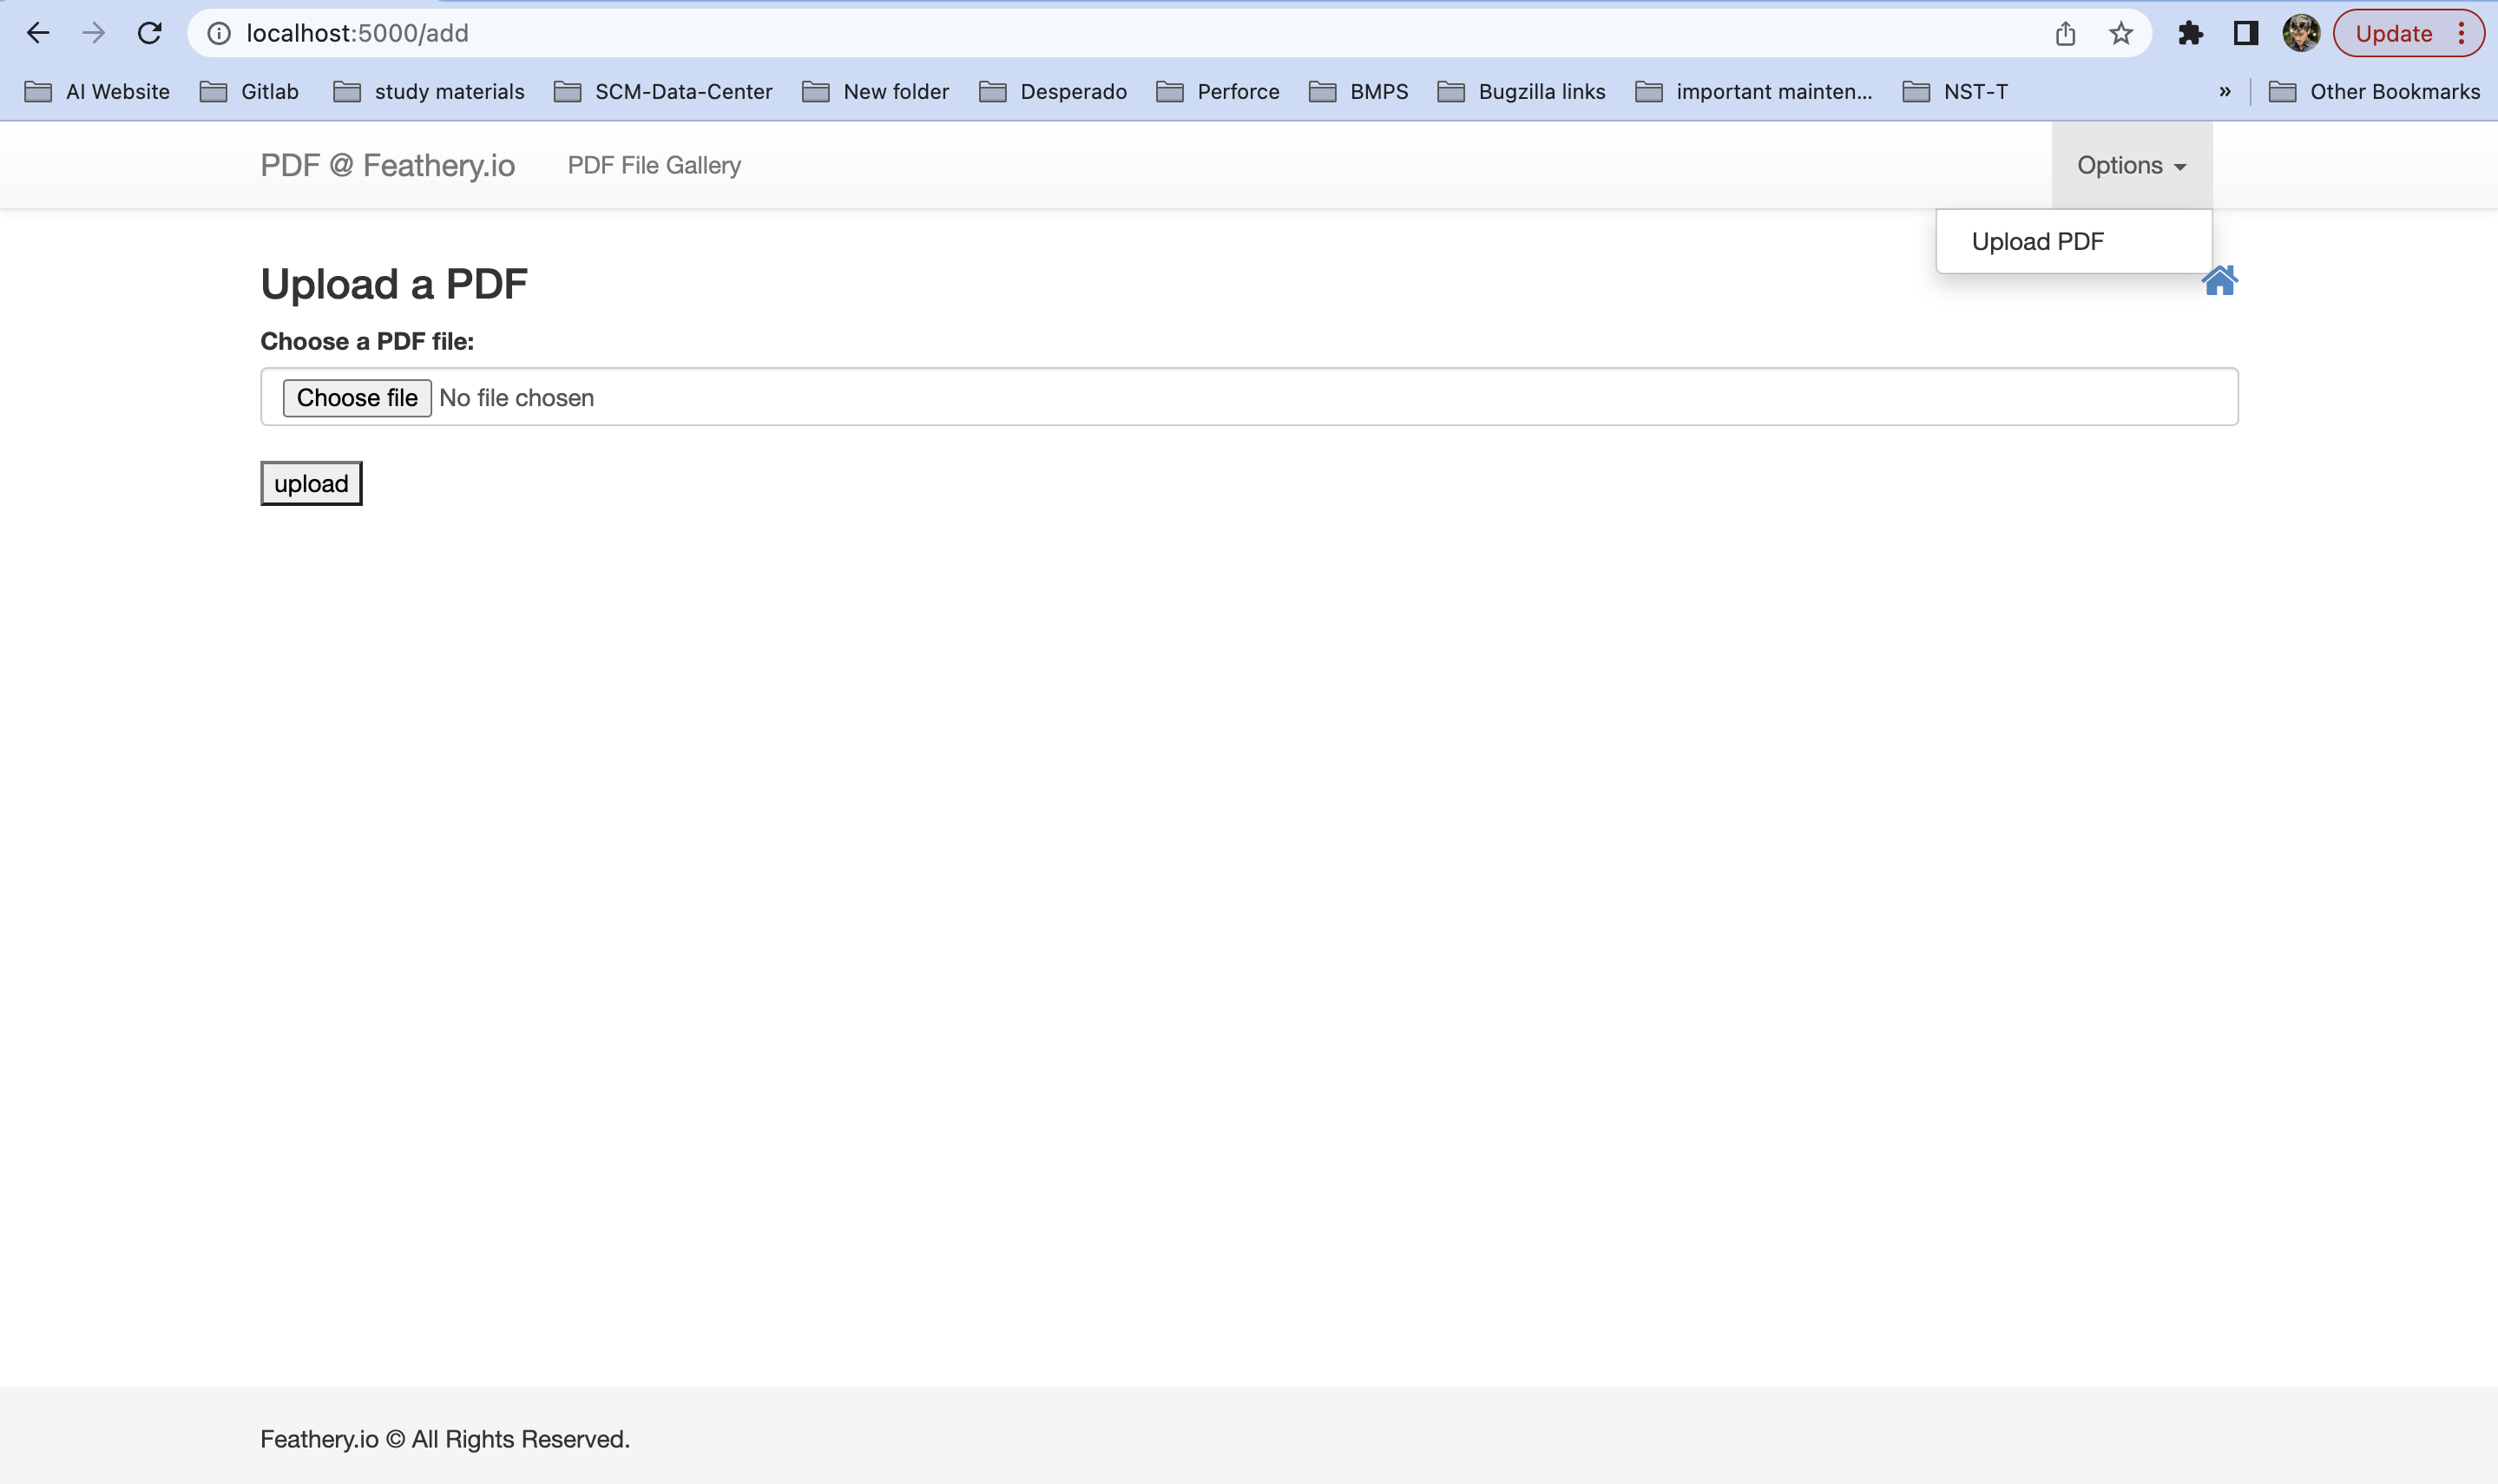 localhost:5000/add
Update
AI Website Gitlab study materials SCM-Data-Center New folder Desperado Perforce BMPS Bugzilla links important mainten... NST-T » Other Bookmarks
PDF @ Feathery.io PDF File Gallery Options
Upload PDF
Upload a PDF
Choose a PDF file:
Choose file No file chosen
upload
Feathery.io © All Rights Reserved.